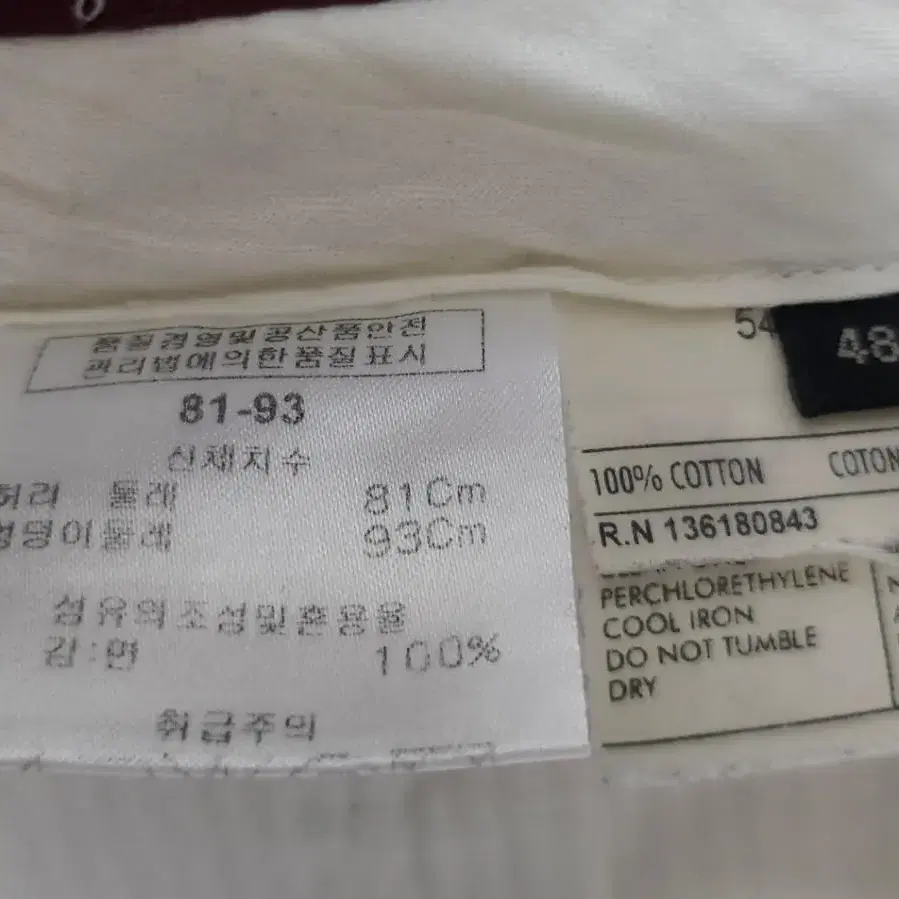 품질경영및공산품안전
관리법에의한품질표시
81-93
신체치수
허리 둘레 81Cm
엉덩이둘레 93Cm
섬유의조성및혼용율
겉감:면 100%
취급주의
54
48
100% COTTON COTON
R.N 136180843
PERCHLORETHYLENE
COOL IRON
DO NOT TUMBLE
DRY